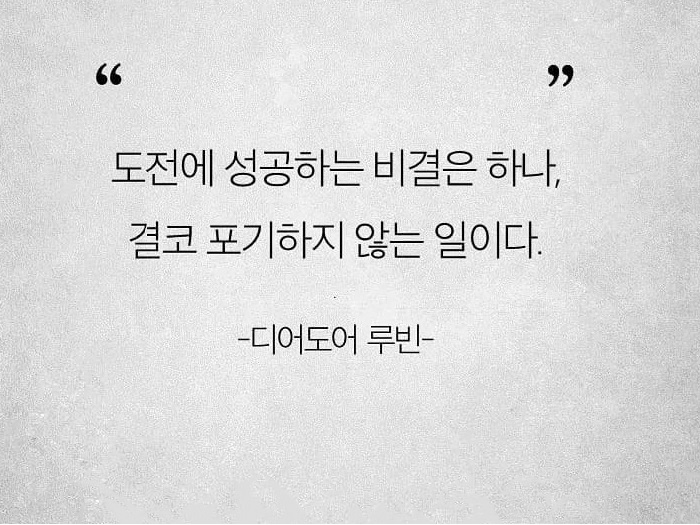 “ ”
도전에 성공하는 비결은 하나,
결코 포기하지 않는 일이다.
-디어도어 루빈-